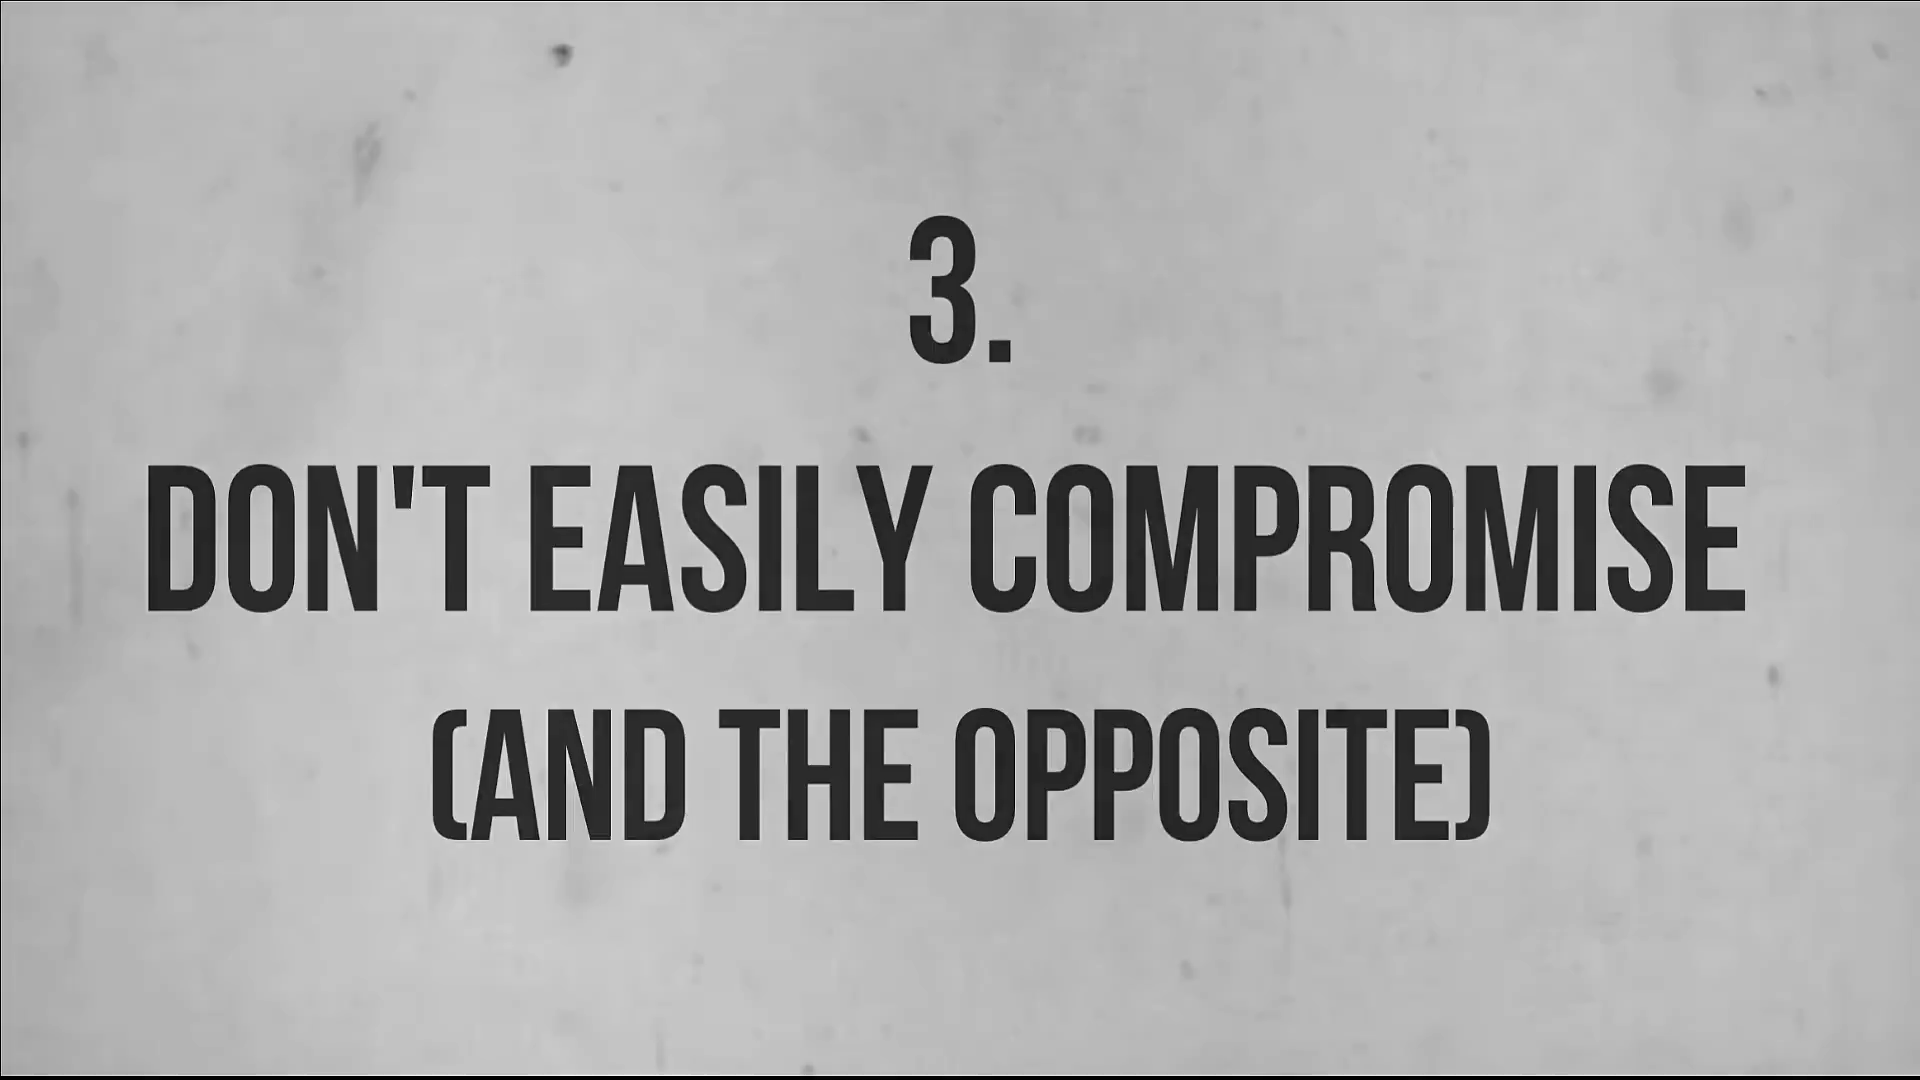 3.
DON'T EASILY COMPROMISE
(AND THE OPPOSITE)